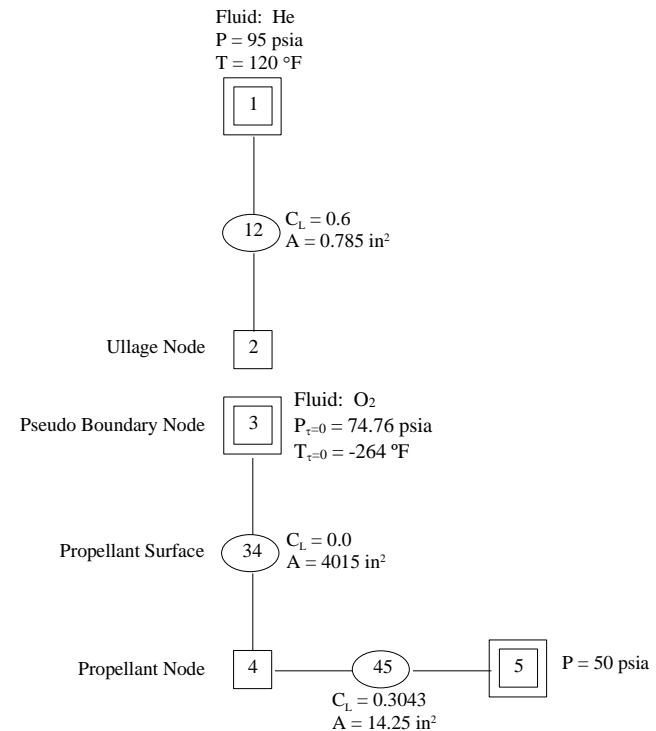 Fluid: He
P = 95 psia
T = 120 °F
1
12
C_L = 0.6
A = 0.785 in²
Ullage Node
2
Pseudo Boundary Node
3
Fluid: O₂
P_τ=0 = 74.76 psia
T_τ=0 = -264 ºF
Propellant Surface
34
C_L = 0.0
A = 4015 in²
Propellant Node
4
45
5
P = 50 psia
C_L = 0.3043
A = 14.25 in²